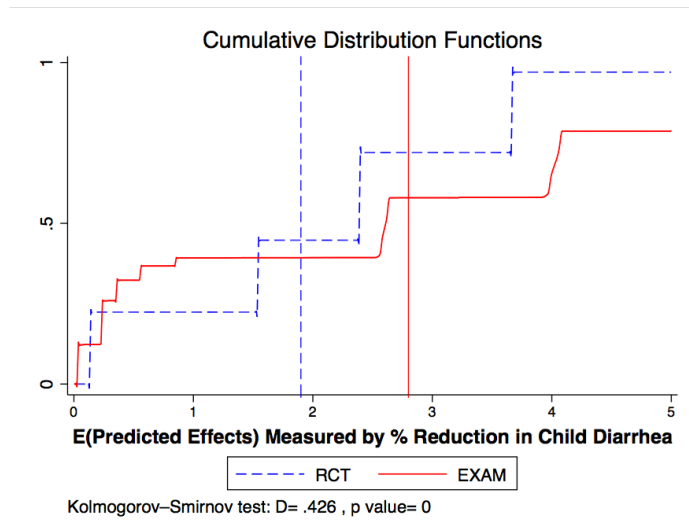 Cumulative Distribution Functions
1
.5
0
0 1 2 3 4 5
E(Predicted Effects) Measured by % Reduction in Child Diarrhea
RCT EXAM
Kolmogorov–Smirnov test: D= .426 , p value= 0